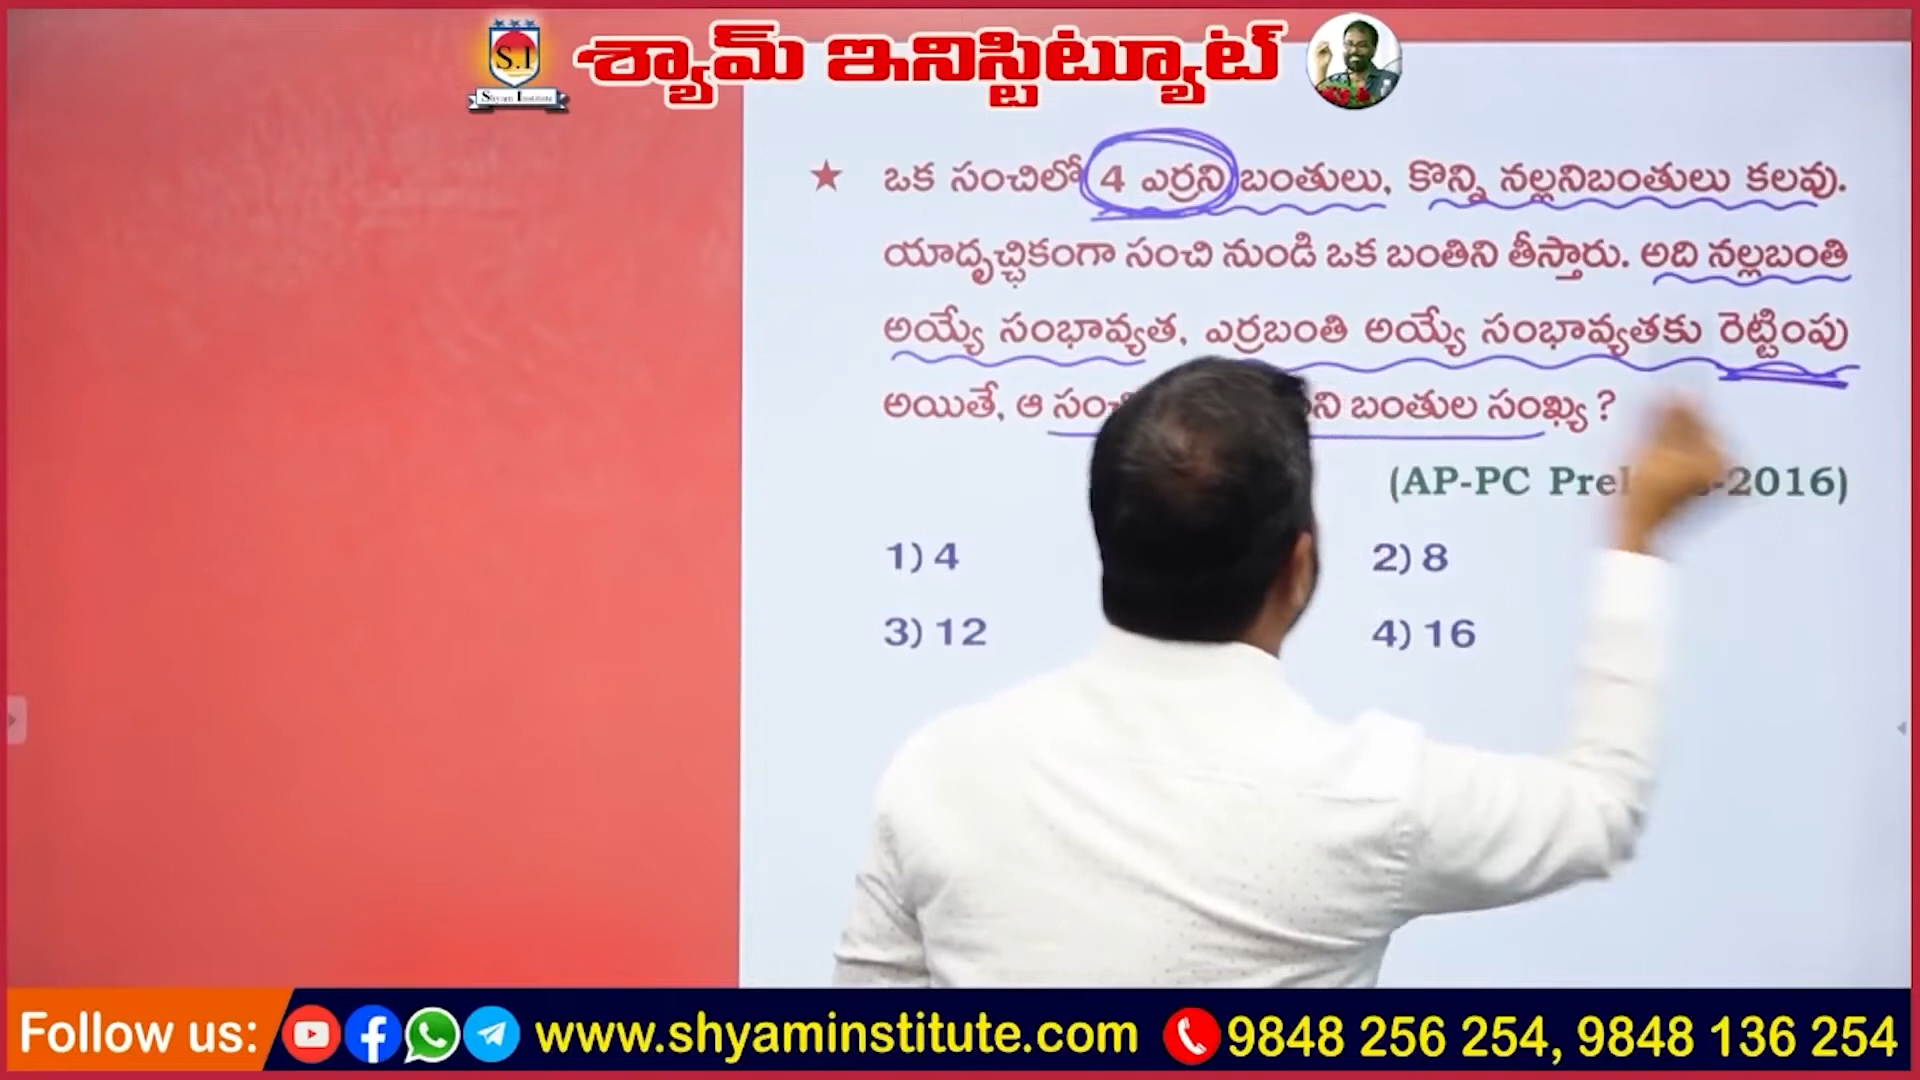 S.I
Shyam Institute
శ్యామ్ ఇనిస్టిట్యూట్
★ ఒక సంచిలో 4 ఎర్రని బంతులు, కొన్ని నల్లనిబంతులు కలవు.
యాదృచ్ఛికంగా సంచి నుండి ఒక బంతిని తీస్తారు. అది నల్లబంతి
అయ్యే సంభావ్యత, ఎర్రబంతి అయ్యే సంభావ్యతకు రెట్టింపు
అయితే, ఆ బంతుల సంఖ్య ?
(AP-PC -2016)
1) 4
2) 8
3) 12
4) 16
Follow us: www.shyaminstitute.com 9848 256 254, 9848 136 254